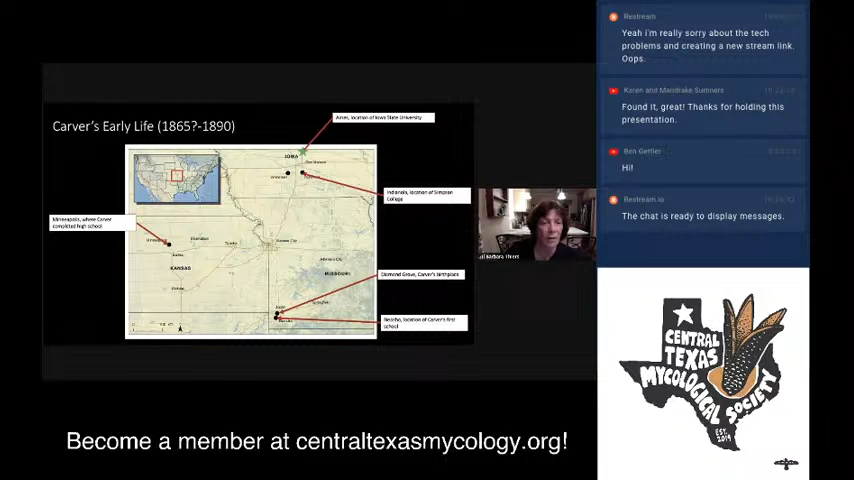 Carver's Early Life (1865?-1890)
Ames, location of Iowa State University
IOWA
Indianola, location of Simpson
College
Minneapolis, where Carver
completed high school
KANSAS
MISSOURI
Diamond Grove, Carver's birthplace
Neosho, location of Carver's first
school
Barbara Thiers
Become a member at centraltexasmycology.org!
Restream
Yeah i'm really sorry about the tech
problems and creating a new stream link.
Oops.
Karen and Mandrake Sumners
Found it, great! Thanks for holding this
presentation.
Ben Gettler
Hi!
Restream.io
The chat is ready to display messages.
CENTRAL
TEXAS
MYCOLOGICAL SOCIETY
EST.
2019